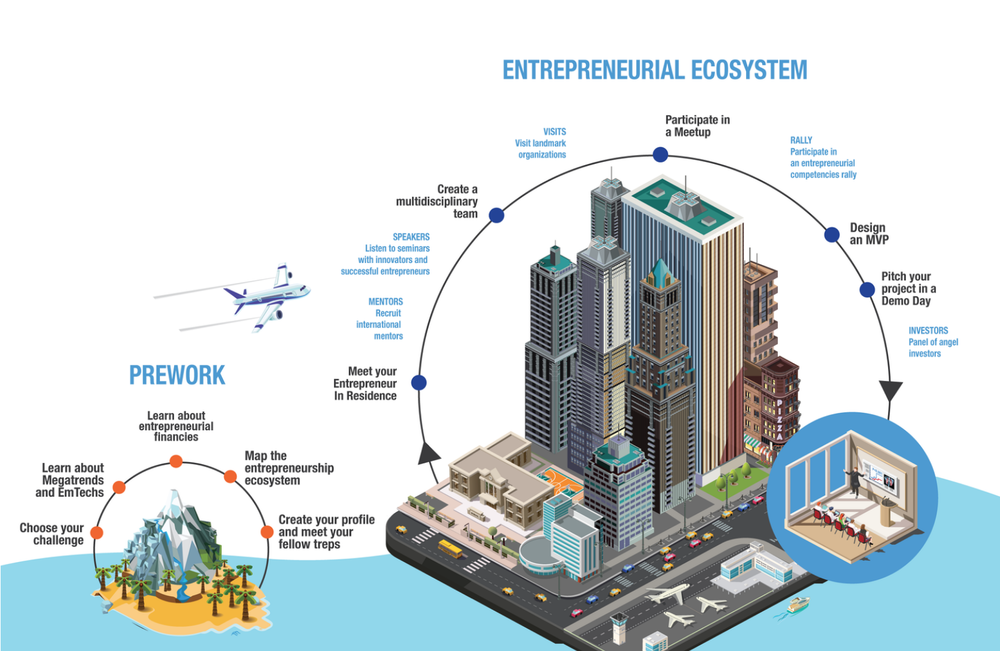 ENTREPRENEURIAL ECOSYSTEM
Participate in
a Meetup
VISITS
Visit landmark
organizations
RALLY
Participate in
an entrepreneurial
competencies rally
Create a
multidisciplinary
team
Design
an MVP
SPEAKERS
Listen to seminars
with innovators and
successful entrepreneurs
Pitch your
project in a
Demo Day
MENTORS
Recruit
international
mentors
INVESTORS
Panel of angel
investors
Meet your
Entrepreneur
In Residence
PIZZA
PREWORK
Learn about
entrepreneurial
financies
Learn about
Megatrends
and EmTechs
Map the
entrepreneurship
ecosystem
Choose your
challenge
Create your profile
and meet your
fellow treps